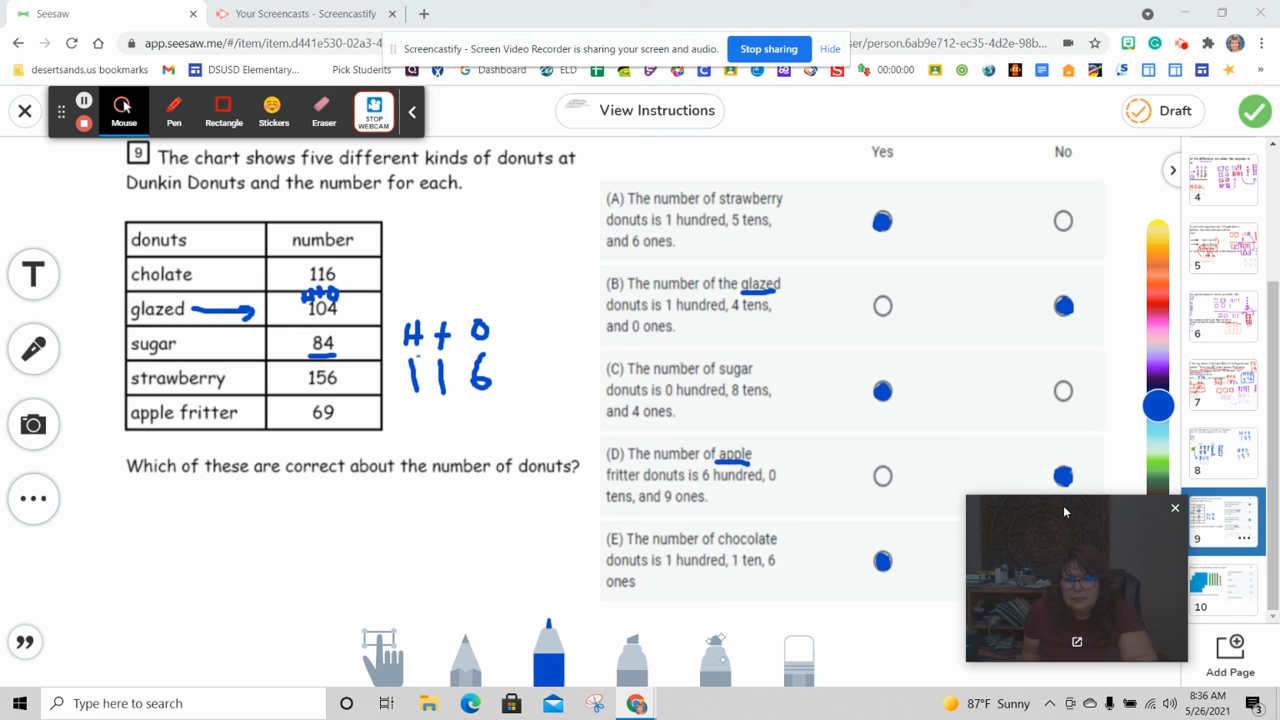 Seesaw
Your Screencasts - Screencastify
Screencastify - Screen Video Recorder is sharing your screen and audio.
Stop sharing
Hide
app.seesaw.me/#/item/item.d441e530-02a3-4
ser/person.6ab9e712-ec35-4d2e-98b...
desertsands.us bookmarks
DSUSD Elementary...
Pick Students
Dashboard
ELD
00:00:00
Mouse
Pen
Rectangle
Stickers
Eraser
STOP WEBCAM
View Instructions
Draft
9 The chart shows five different kinds of donuts at
Dunkin Donuts and the number for each.
donuts number
cholate 116
H+O
glazed 104
sugar 84
strawberry 156
apple fritter 69
H + O
1 1 6
Which of these are correct about the number of donuts?
Yes No
(A) The number of strawberry
donuts is 1 hundred, 5 tens,
and 6 ones.
(B) The number of the glazed
donuts is 1 hundred, 4 tens,
and 0 ones.
(C) The number of sugar
donuts is 0 hundred, 8 tens,
and 4 ones.
(D) The number of apple
fritter donuts is 6 hundred, 0
tens, and 9 ones.
(E) The number of chocolate
donuts is 1 hundred, 1 ten, 6
ones
T
4
5
6
7
8
9
10
Add Page
Type here to search
87°F Sunny
8:36 AM
5/26/2021
3